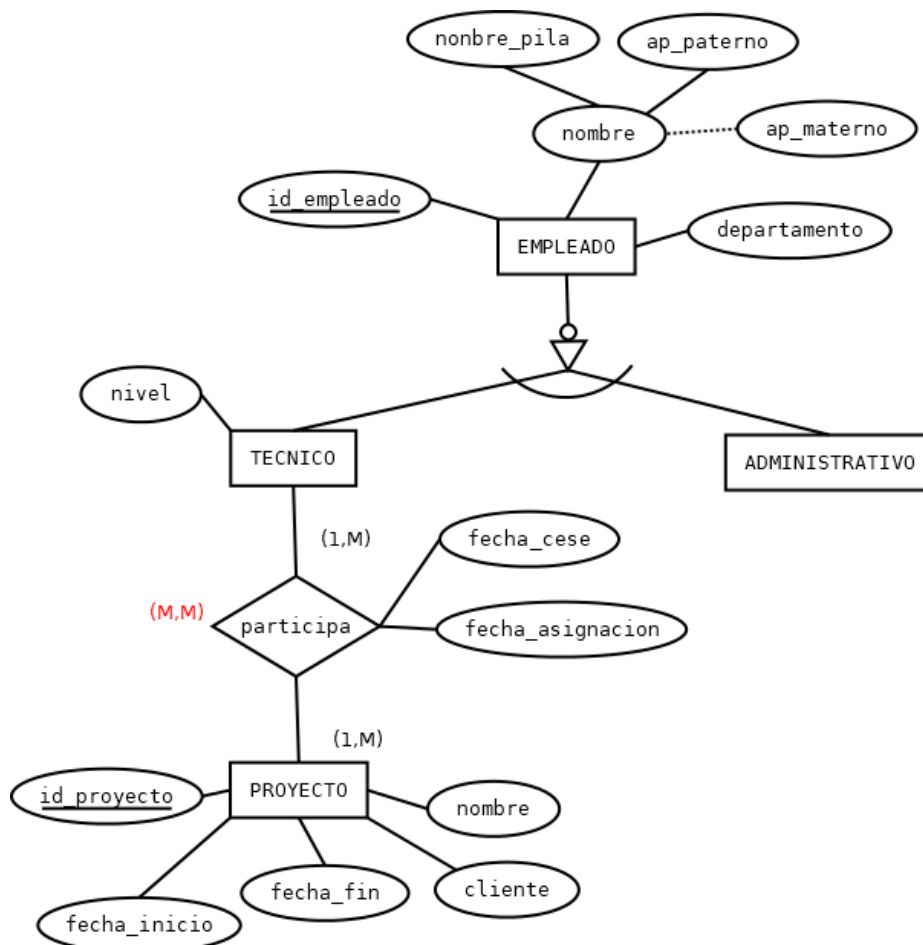 nonbre_pila
ap_paterno
nombre
ap_materno
id_empleado
departamento
EMPLEADO
nivel
TECNICO
ADMINISTRATIVO
(1,M)
fecha_cese
(M,M)
participa
fecha_asignacion
(1,M)
id_proyecto
PROYECTO
nombre
fecha_fin
cliente
fecha_inicio